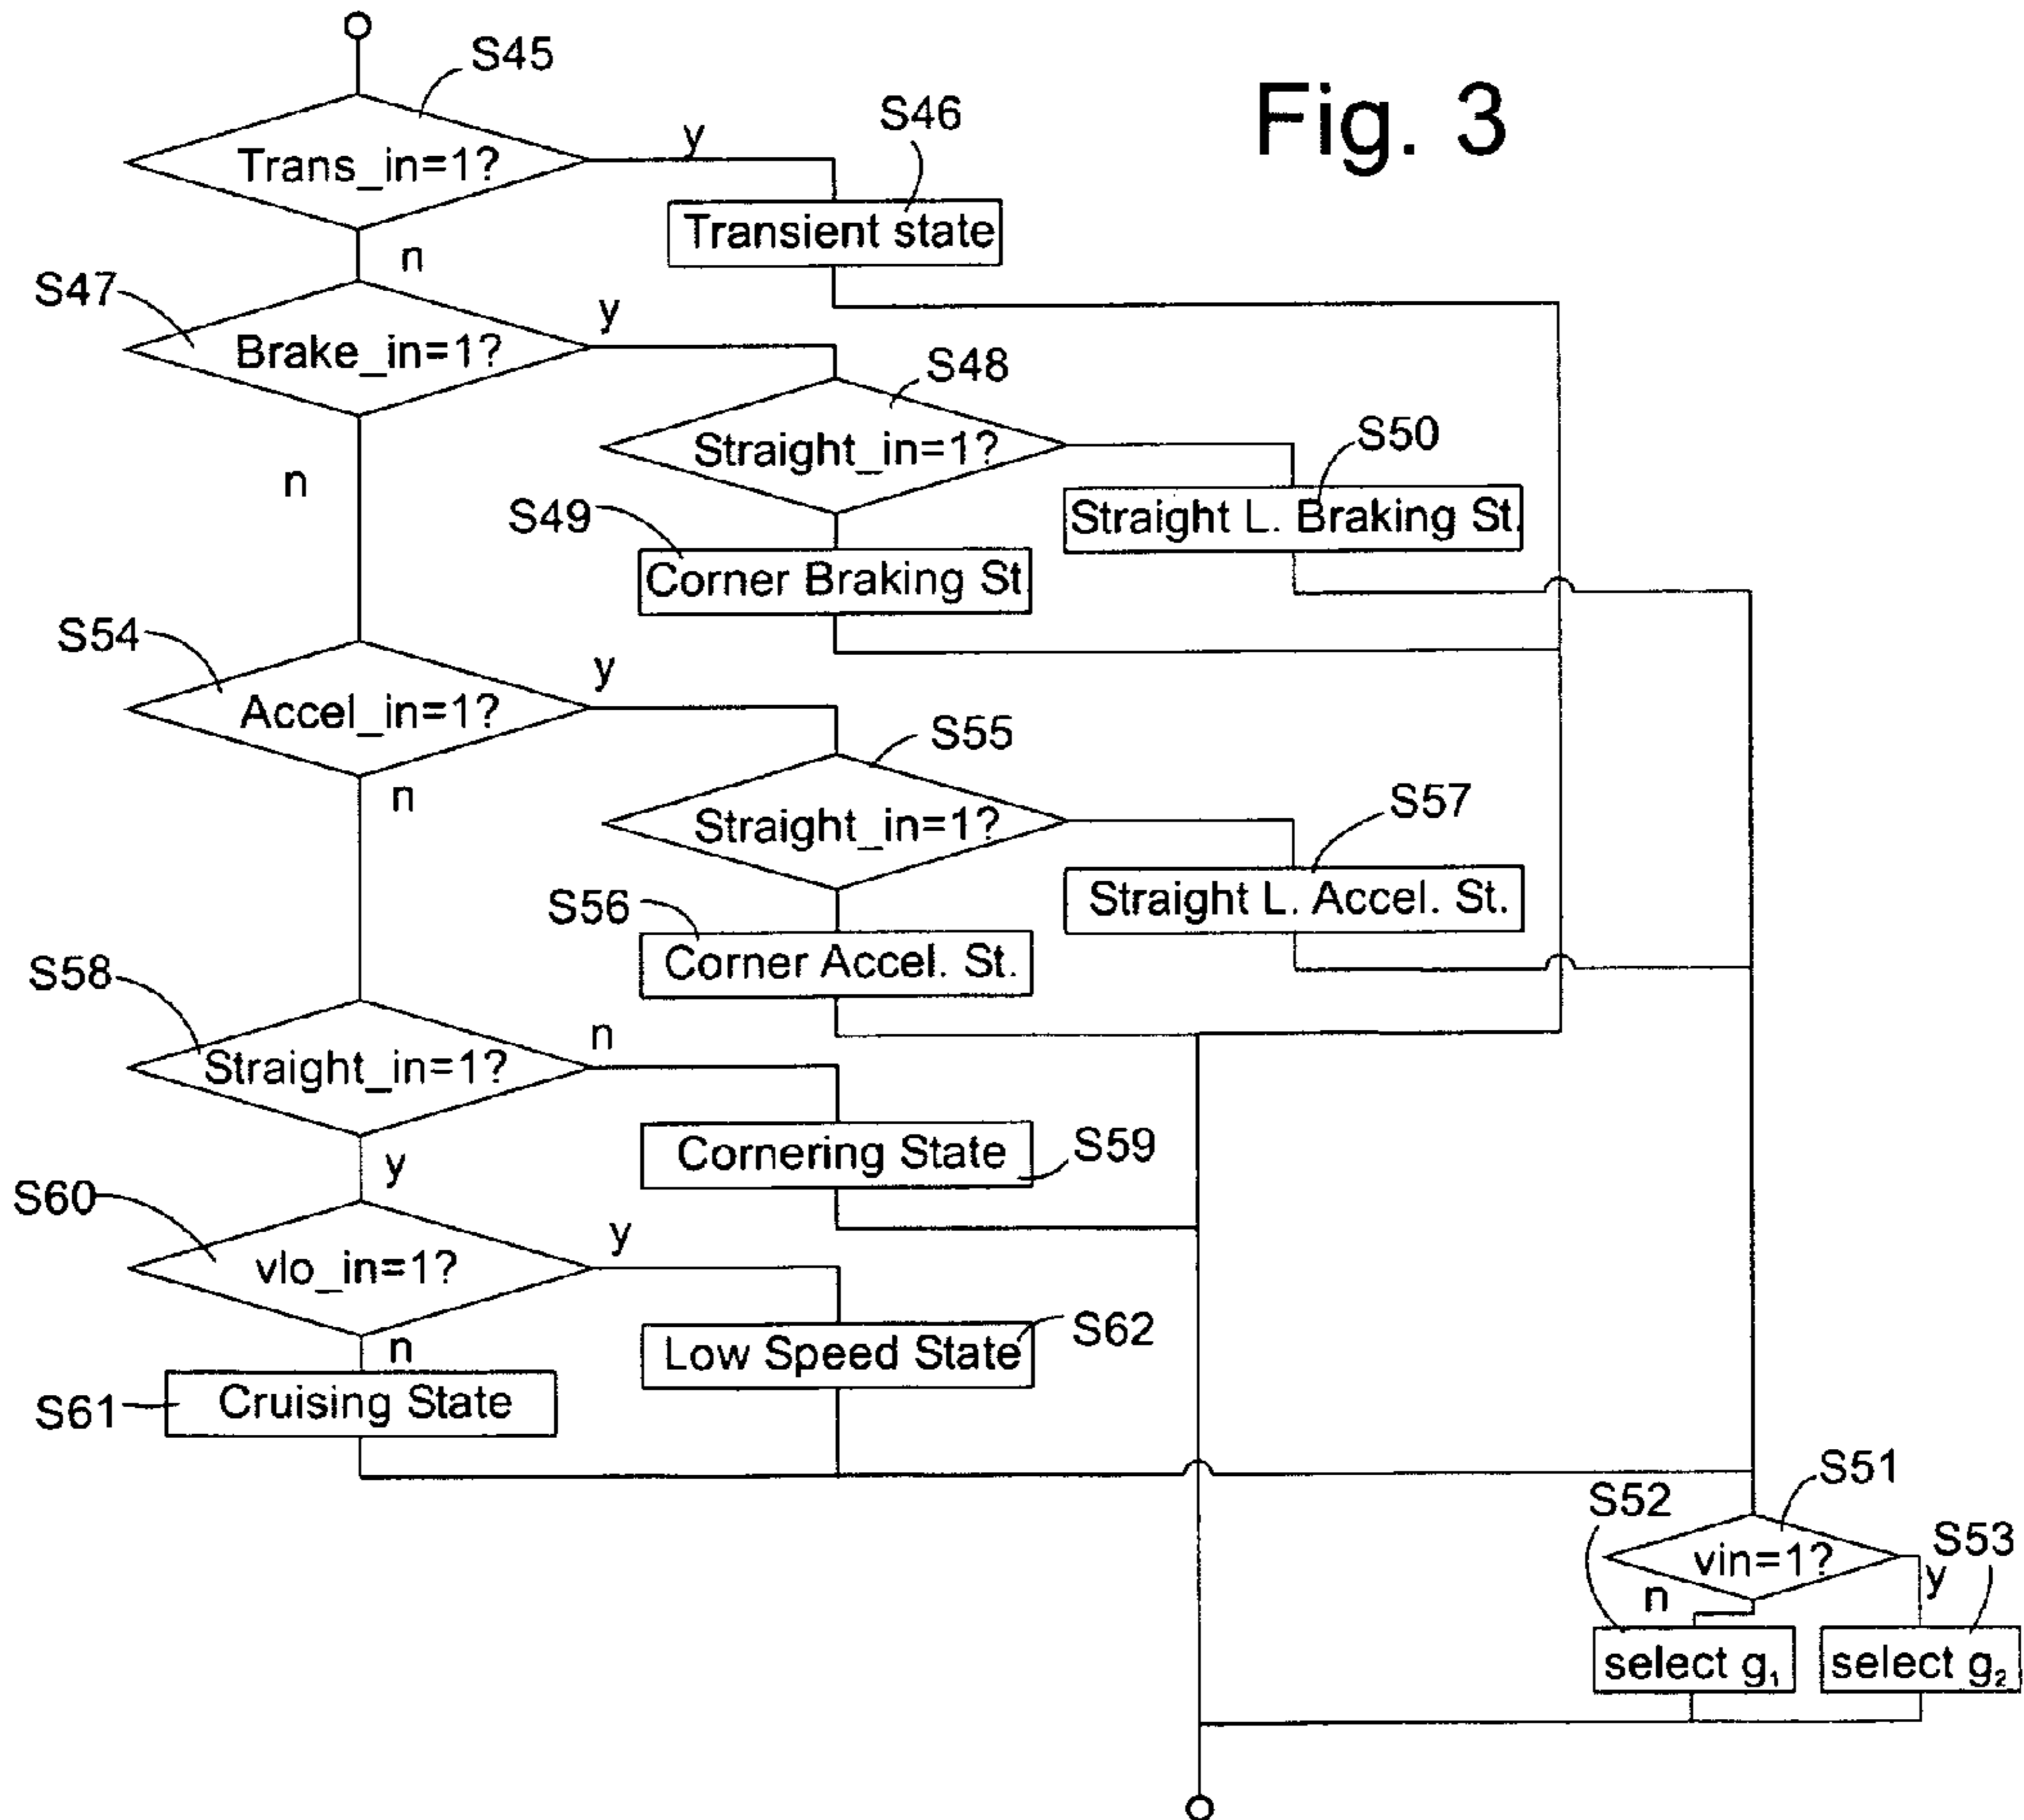 Fig. 3
S45
Trans_in=1?
y
S46
Transient state
n
S47
Brake_in=1?
y
S48
Straight_in=1?
S50
Straight L. Braking St.
n
S49
Corner Braking St
S54
Accel_in=1?
y
n
S55
Straight_in=1?
S57
Straight L. Accel. St.
S56
Corner Accel. St.
S58
Straight_in=1?
n
Cornering State
S59
y
S60
vlo_in=1?
y
Low Speed State
S62
n
S61
Cruising State
S51
S52
vin=1?
S53
n
y
select g₁
select g₂